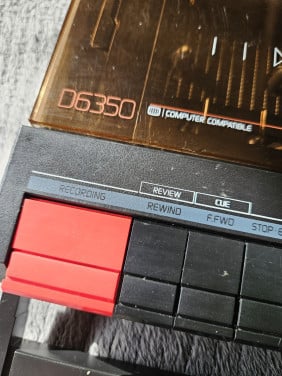 D6350 | COMPUTER COMPATIBLE
REVIEW CUE
RECORDING REWIND F.FWD STOP